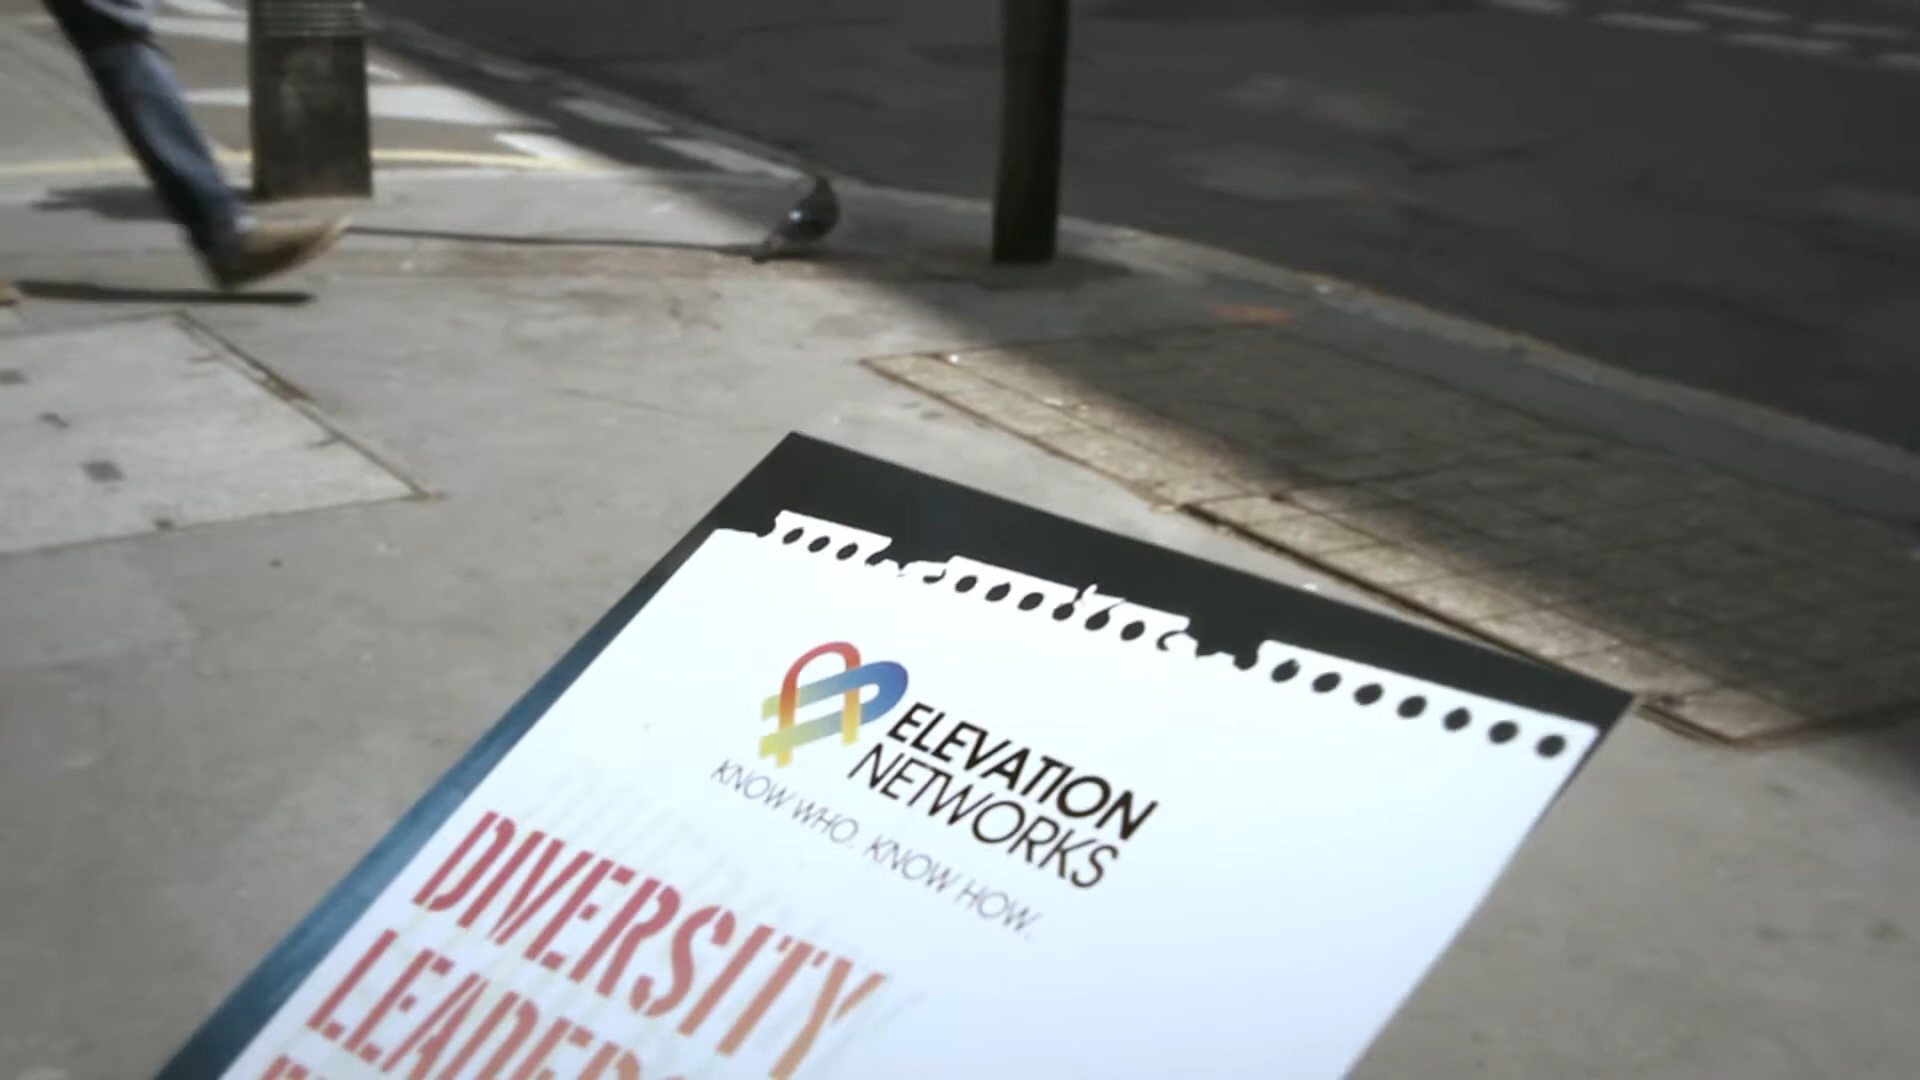 ELEVATION
NETWORKS
KNOW WHO. KNOW HOW.
DIVERSITY